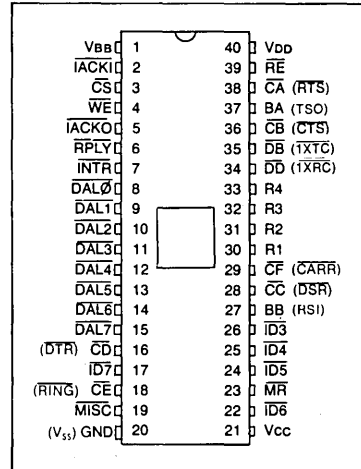 VBB 1 40 VDD
IACKI 2 39 RE
CS 3 38 CA (RTS)
WE 4 37 BA (TSO)
IACKO 5 36 CB (CTS)
RPLY 6 35 DB (1XTC)
INTR 7 34 DD (1XRC)
DALØ 8 33 R4
DAL1 9 32 R3
DAL2 10 31 R2
DAL3 11 30 R1
DAL4 12 29 CF (CARR)
DAL5 13 28 CC (DSR)
DAL6 14 27 BB (RSI)
DAL7 15 26 ID3
(DTR) CD 16 25 ID4
ID7 17 24 ID5
(RING) CE 18 23 MR
MISC 19 22 ID6
(Vss) GND 20 21 VCC